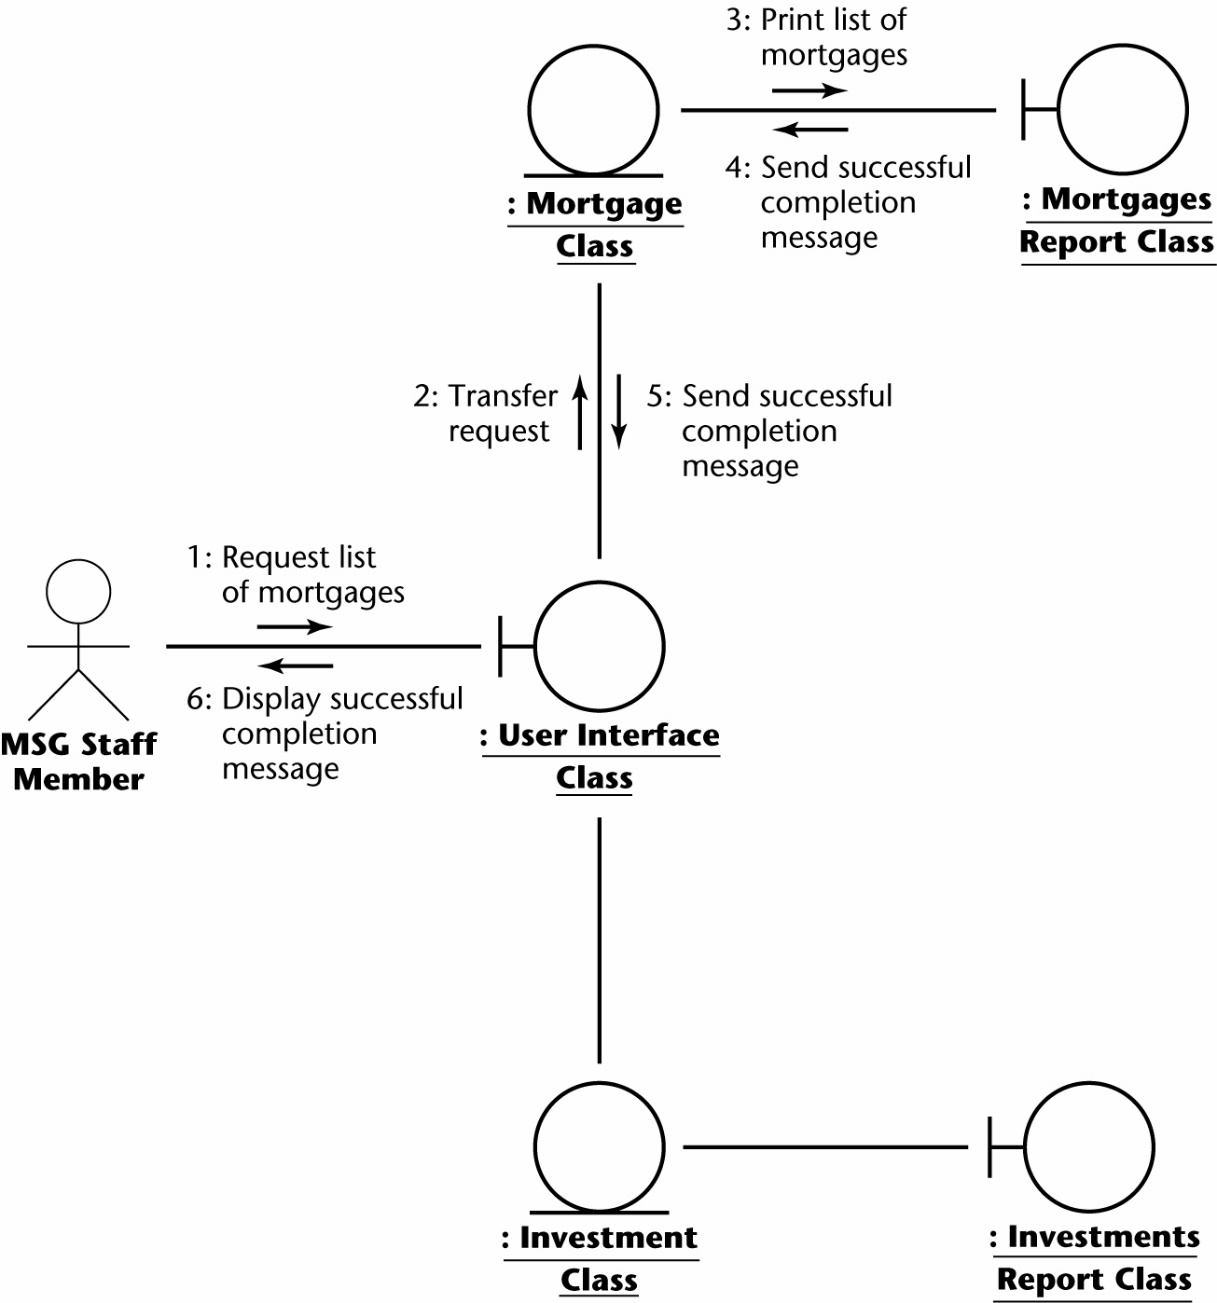 3: Print list of
mortgages
4: Send successful
completion
message
: Mortgage
Class
: Mortgages
Report Class
2: Transfer
request
5: Send successful
completion
message
1: Request list
of mortgages
6: Display successful
completion
message
MSG Staff
Member
: User Interface
Class
: Investment
Class
: Investments
Report Class